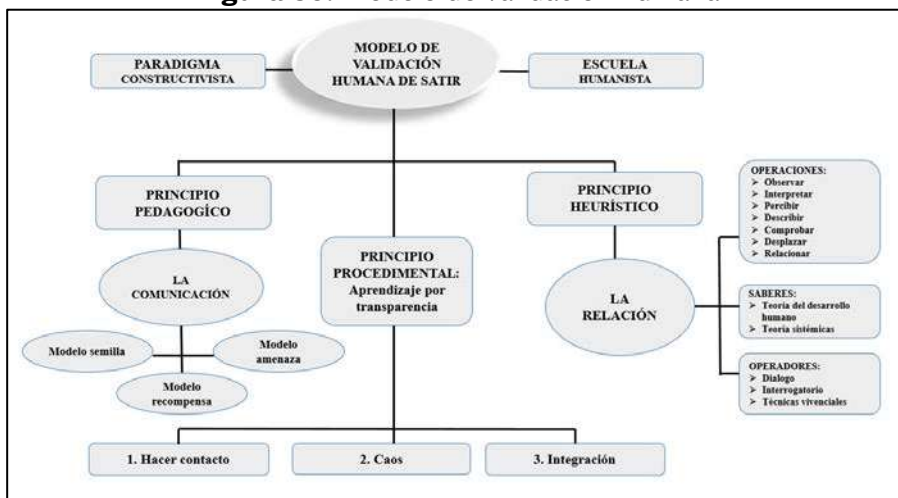 MODELO DE
VALIDACIÓN
HUMANA DE SATIR
PARADIGMA
CONSTRUCTIVISTA
ESCUELA
HUMANISTA
PRINCIPIO
PEDAGOGÍCO
PRINCIPIO
HEURÍSTICO
PRINCIPIO
PROCEDIMENTAL:
Aprendizaje por
transparencia
LA
COMUNICACIÓN
Modelo semilla
Modelo
amenaza
Modelo
recompensa
LA
RELACIÓN
OPERACIONES:
➤ Observar
➤ Interpretar
➤ Percibir
➤ Describir
➤ Comprobar
➤ Desplazar
➤ Relacionar
SABERES:
➤ Teoría del desarrollo
humano
➤ Teoría sistémicas
OPERADORES:
➤ Dialogo
➤ Interrogatorio
➤ Técnicas vivenciales
1. Hacer contacto
2. Caos
3. Integración